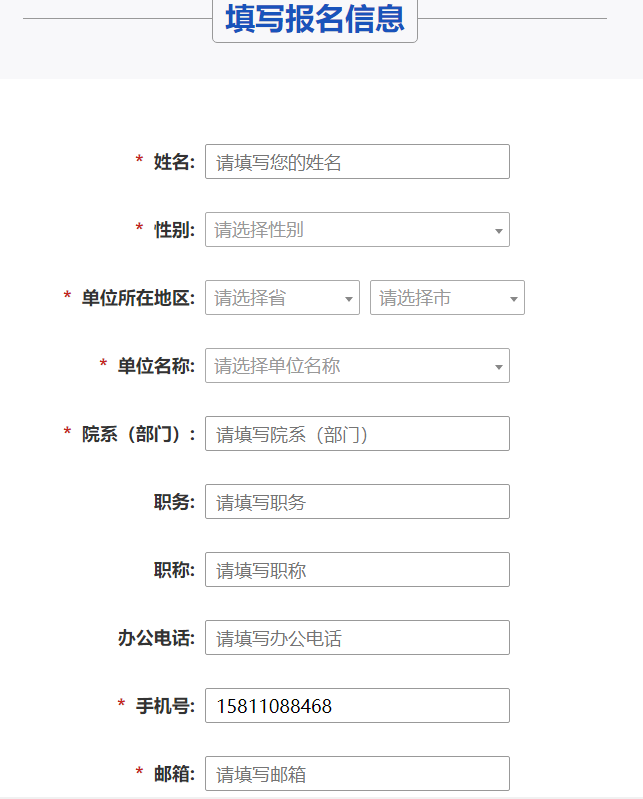 填写报名信息
* 姓名: 请填写您的姓名
* 性别: 请选择性别
* 单位所在地区: 请选择省 请选择市
* 单位名称: 请选择单位名称
* 院系（部门）: 请填写院系（部门）
职务: 请填写职务
职称: 请填写职称
办公电话: 请填写办公电话
* 手机号: 15811088468
* 邮箱: 请填写邮箱